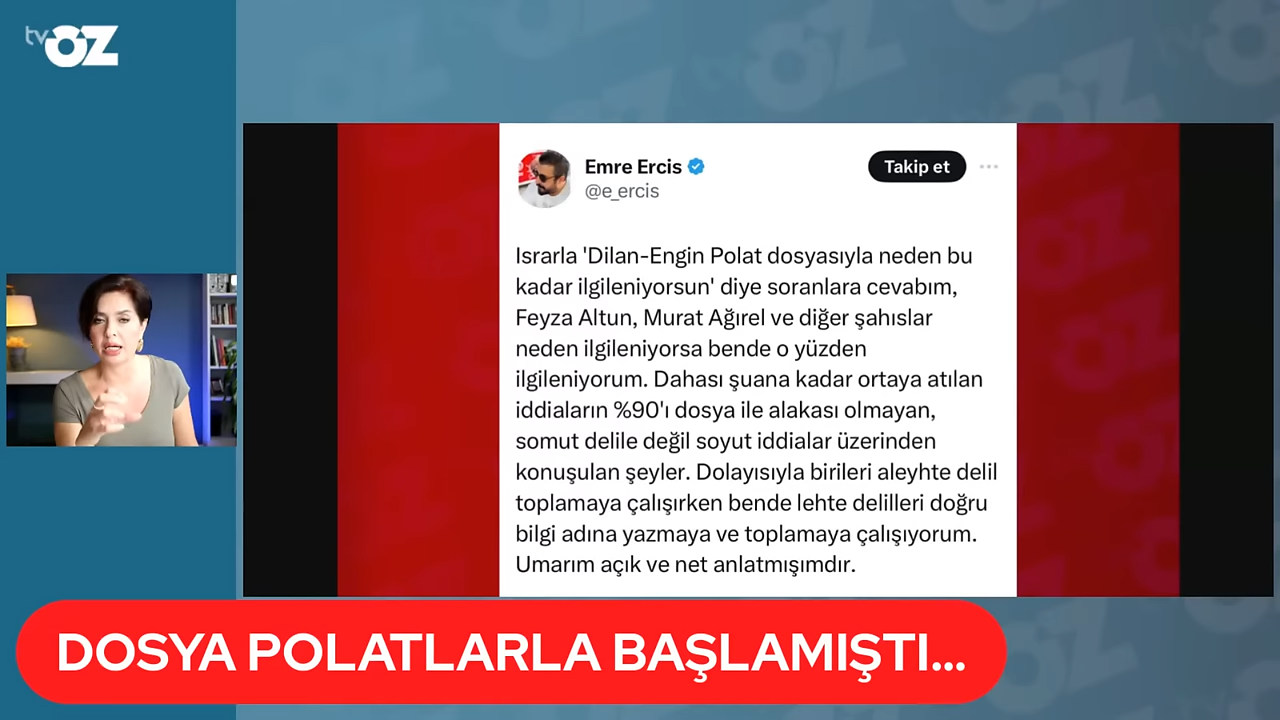 tv ÖZ
Emre Ercis
@e_ercis
Takip et
Israrla 'Dilan-Engin Polat dosyasıyla neden bu
kadar ilgileniyorsun' diye soranlara cevabım,
Feyza Altun, Murat Ağırel ve diğer şahıslar
neden ilgileniyorsa bende o yüzden
ilgileniyorum. Dahası şuana kadar ortaya atılan
iddiaların %90'ı dosya ile alakası olmayan,
somut delile değil soyut iddialar üzerinden
konuşulan şeyler. Dolayısıyla birileri aleyhte delil
toplamaya çalışırken bende lehte delilleri doğru
bilgi adına yazmaya ve toplamaya çalışıyorum.
Umarım açık ve net anlatmışımdır.
DOSYA POLATLARLA BAŞLAMIŞTI...